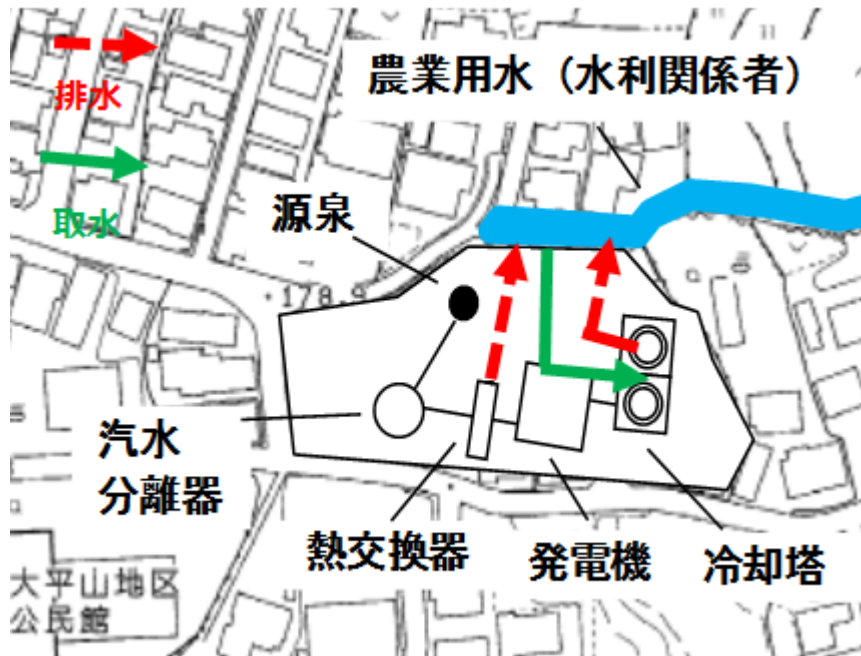 排水
農業用水（水利関係者）
源泉
取水
・178.9
汽水
分離器
熱交換器
発電機
冷却塔
大平山地区
公民館